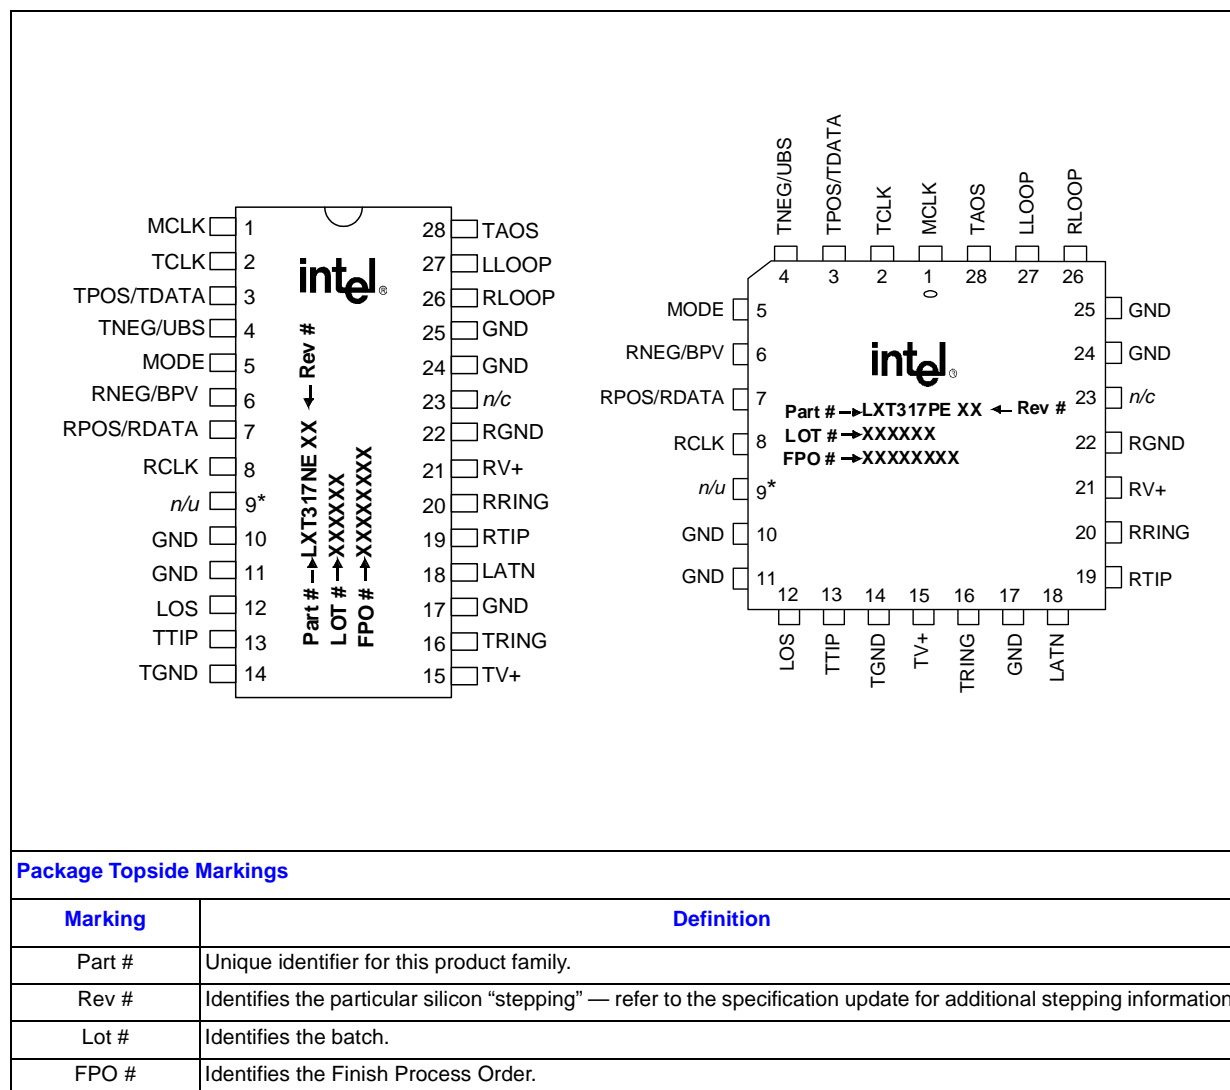 MCLK 1
TCLK 2
TPOS/TDATA 3
TNEG/UBS 4
MODE 5
RNEG/BPV 6
RPOS/RDATA 7
RCLK 8
n/u 9*
GND 10
GND 11
LOS 12
TTIP 13
TGND 14
28 TAOS
27 LLOOP
26 RLOOP
25 GND
24 GND
23 n/c
22 RGND
21 RV+
20 RRING
19 RTIP
18 LATN
17 GND
16 TRING
15 TV+
intel®
Part # → LXT317NE XX ← Rev #
LOT # → XXXXXX
FPO # → XXXXXXXX
TNEG/UBS
TPOS/TDATA
TCLK
MCLK
TAOS
LLOOP
RLOOP
4 3 2 1 28 27 26
MODE 5
RNEG/BPV 6
RPOS/RDATA 7
RCLK 8
n/u 9*
GND 10
GND 11
intel®
Part # → LXT317PE XX ← Rev #
LOT # → XXXXXX
FPO # → XXXXXXXX
25 GND
24 GND
23 n/c
22 RGND
21 RV+
20 RRING
19 RTIP
12 13 14 15 16 17 18
LOS
TTIP
TGND
TV+
TRING
GND
LATN
Package Topside Markings
Marking Definition
Part # Unique identifier for this product family.
Rev # Identifies the particular silicon “stepping” — refer to the specification update for additional stepping information
Lot # Identifies the batch.
FPO # Identifies the Finish Process Order.